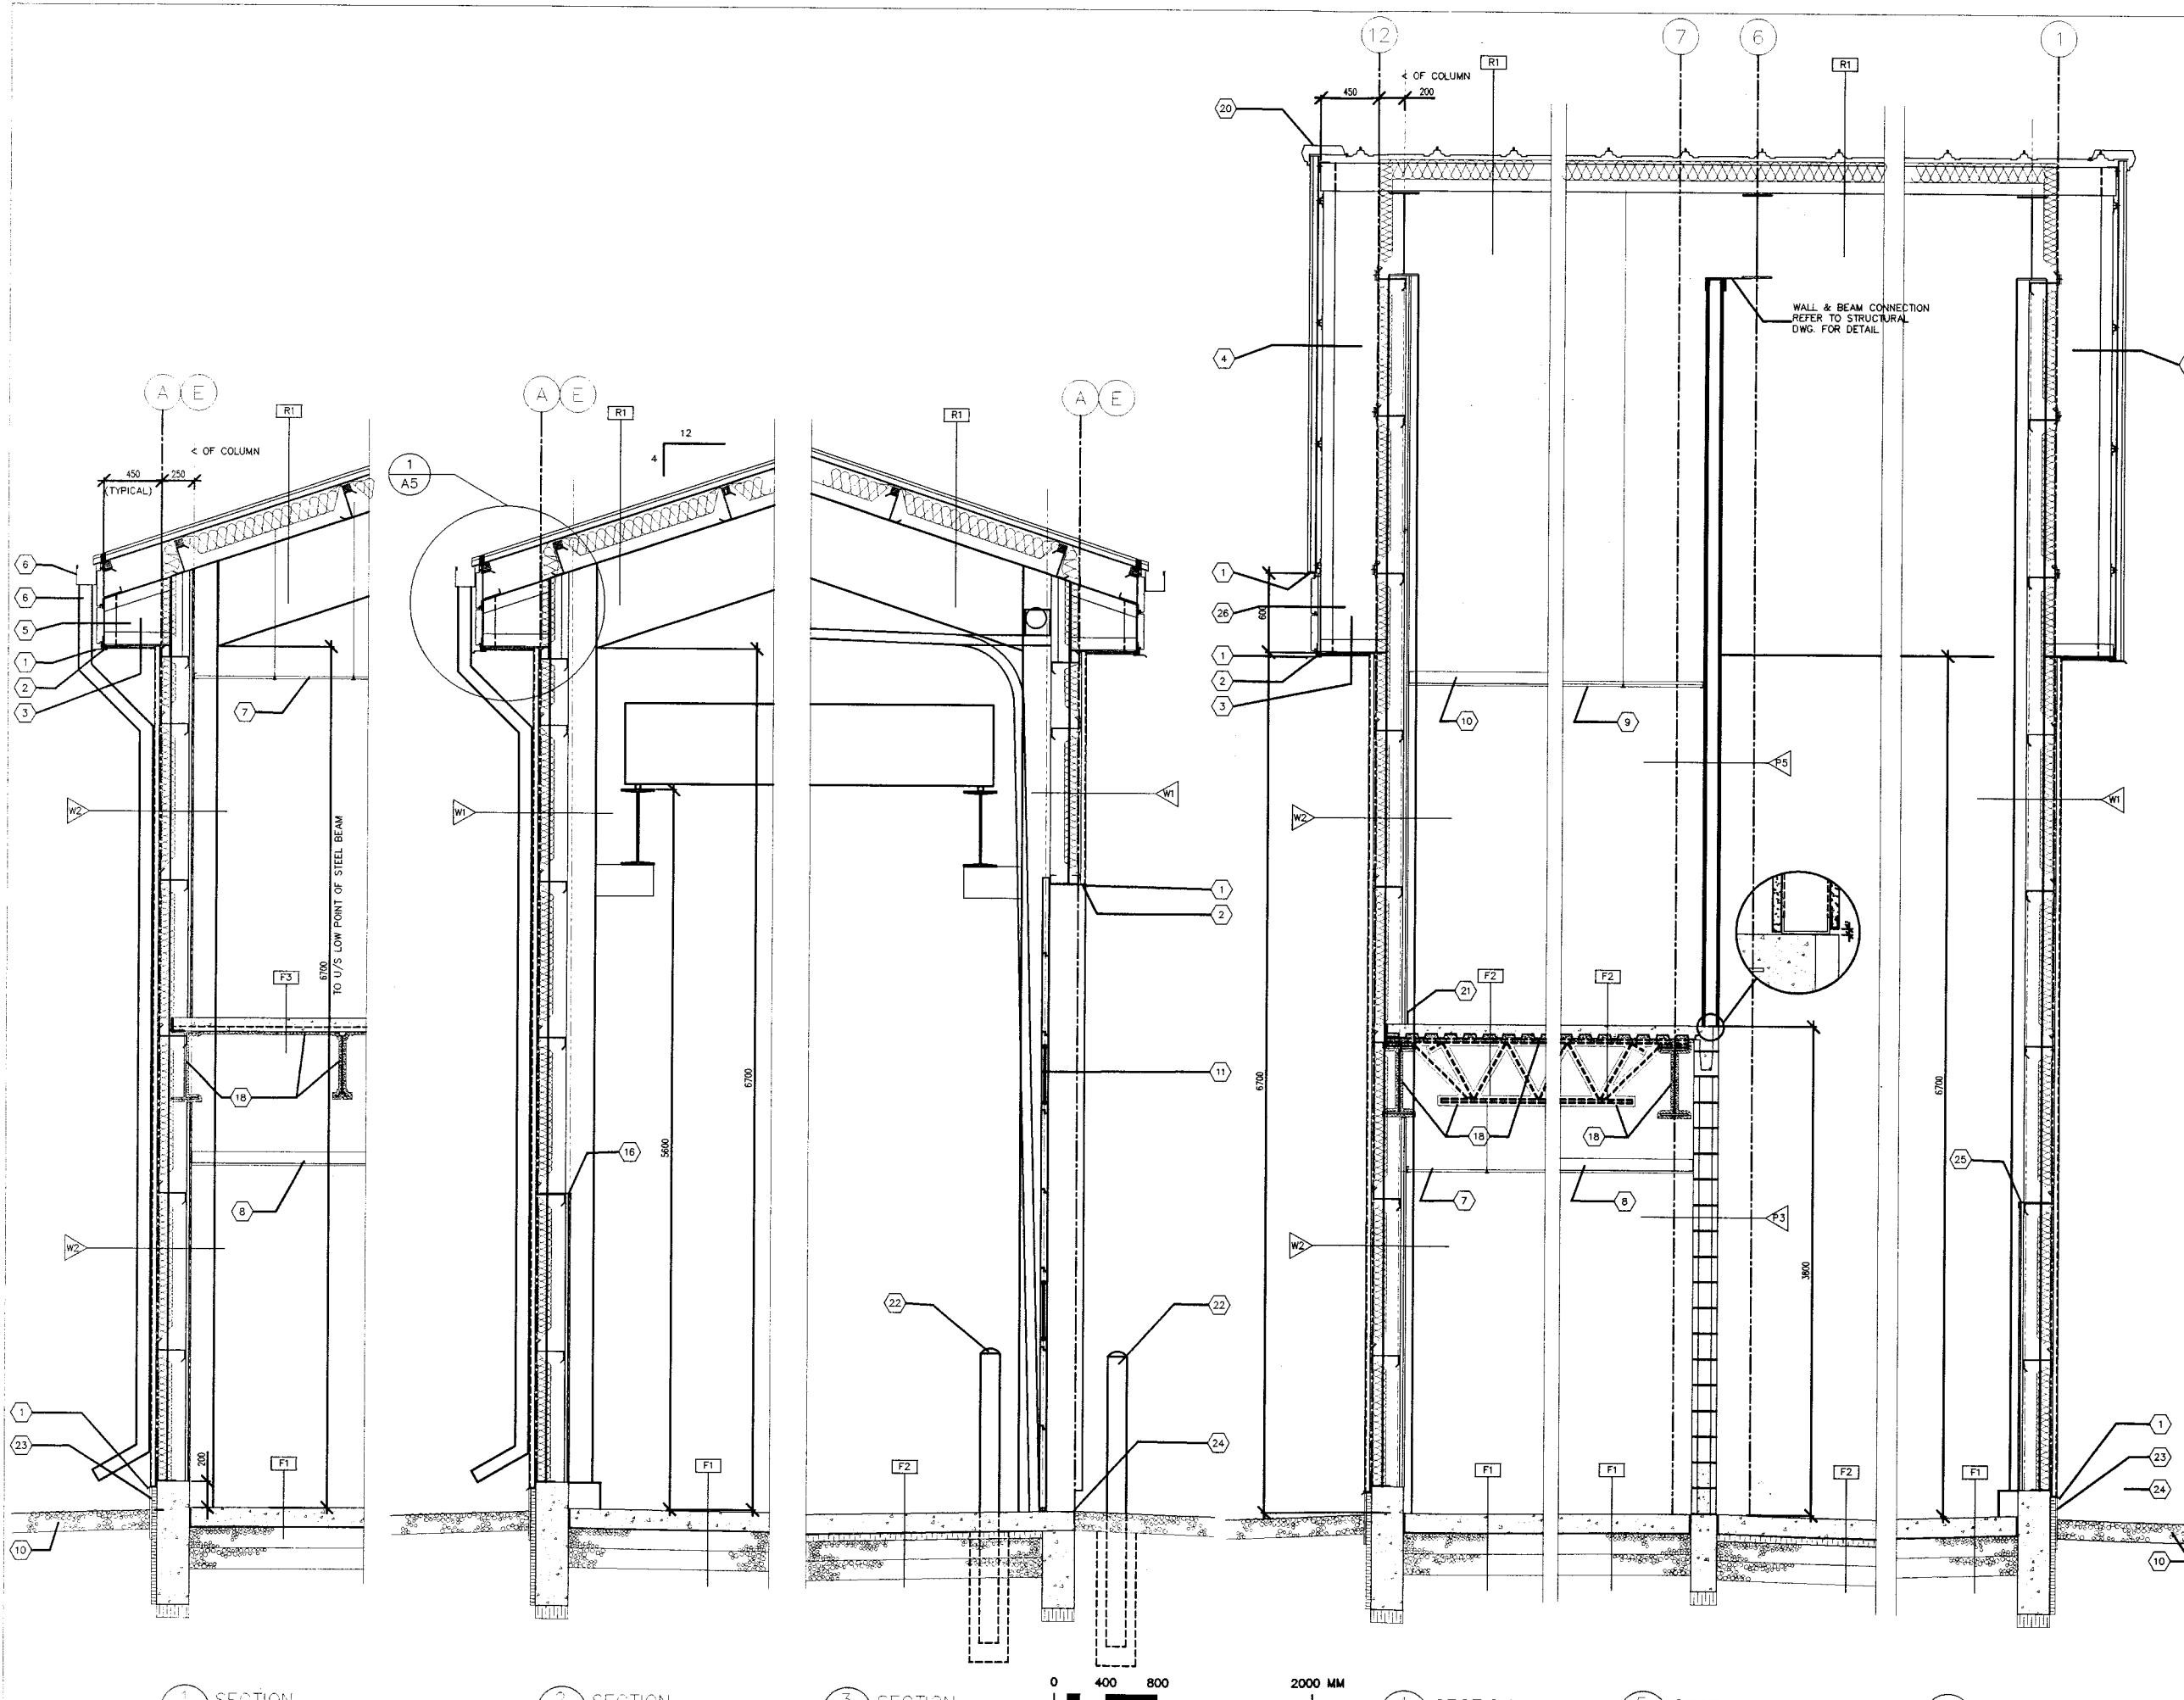 12
7
6
1
< OF COLUMN
R1
R1
450
200
20
WALL & BEAM CONNECTION
REFER TO STRUCTURAL
DWG. FOR DETAIL
4
A E
A E
A E
R1
R1
R1
12
4
< OF COLUMN
1
A5
450
250
(TYPICAL)
6
6
5
1
2
3
7
1
26
600
1
2
3
10
9
P5
W2
W1
W1
W2
W1
6700
TO U/S LOW POINT OF STEEL BEAM
1
2
F3
F2
F2
21
18
11
6700
5600
6700
6700
16
18
18
25
8
7
8
P3
W2
W2
3800
22
22
1
23
200
F1
F1
F2
24
F1
F1
F2
F1
1
23
24
10
10
0 400 800 2000 MM
1 SECTION
2 SECTION
3 SECTION